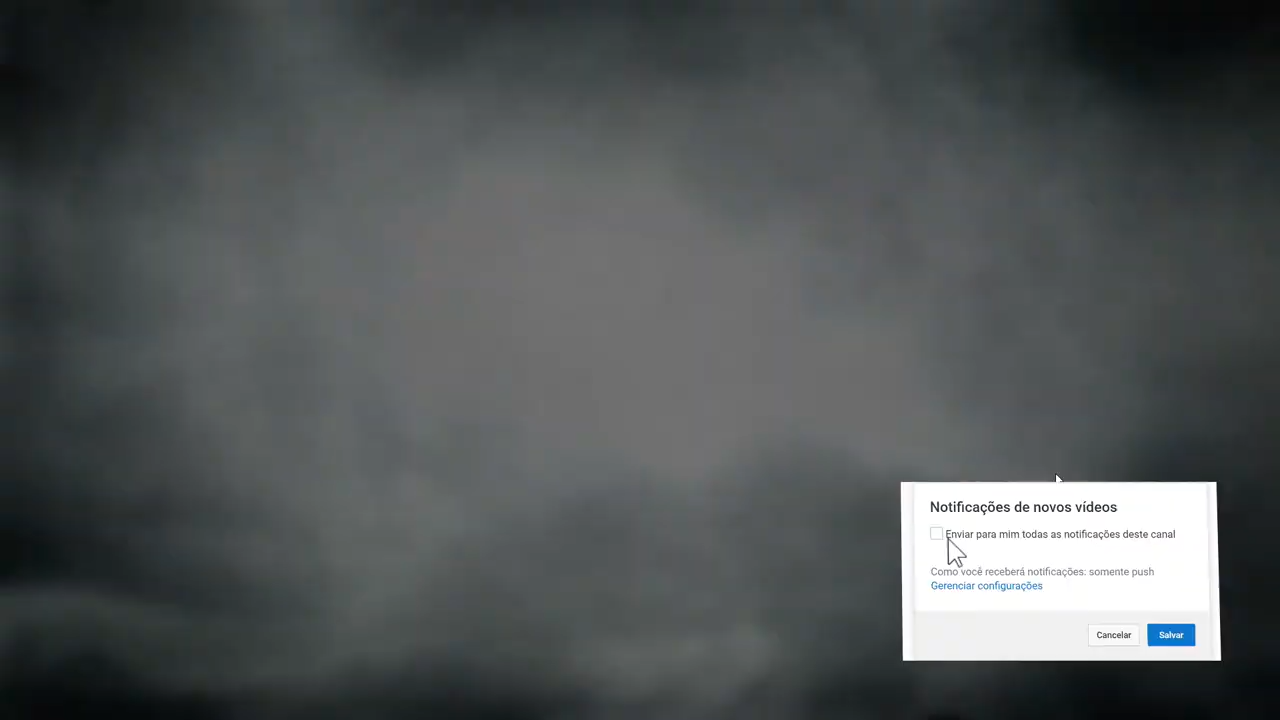 Notificações de novos vídeos
Enviar para mim todas as notificações deste canal
Como você receberá notificações: somente push
Gerenciar configurações
Cancelar
Salvar